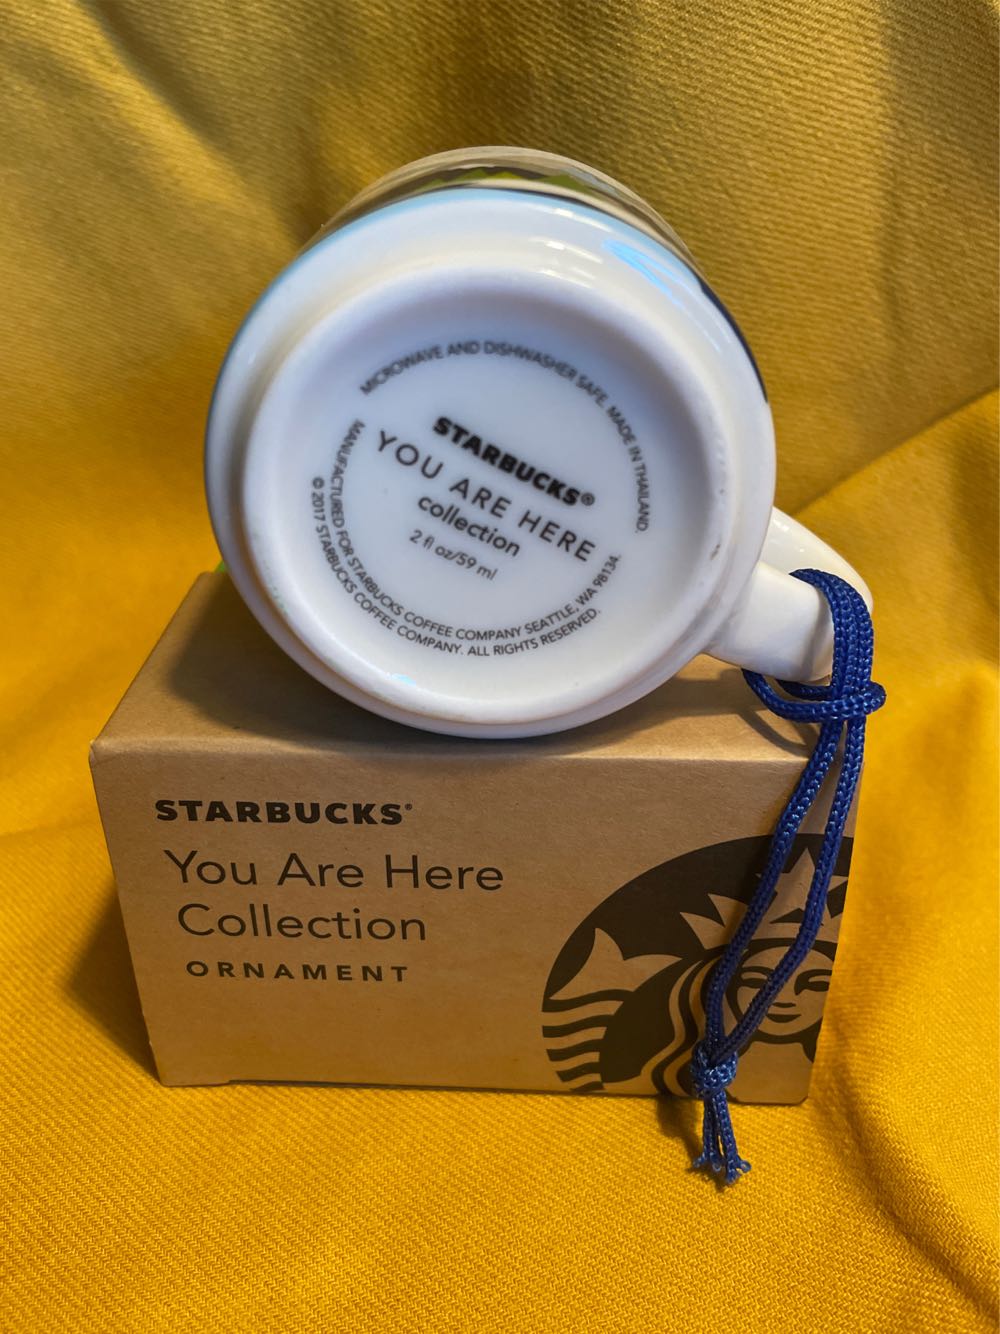 MICROWAVE AND DISHWASHER SAFE. MADE IN THAILAND.
STARBUCKS®
YOU ARE HERE
collection
2 fl oz/59 ml
MANUFACTURED FOR STARBUCKS COFFEE COMPANY SEATTLE, WA 98134.
© 2017 STARBUCKS COFFEE COMPANY. ALL RIGHTS RESERVED.
STARBUCKS®
You Are Here
Collection
ORNAMENT